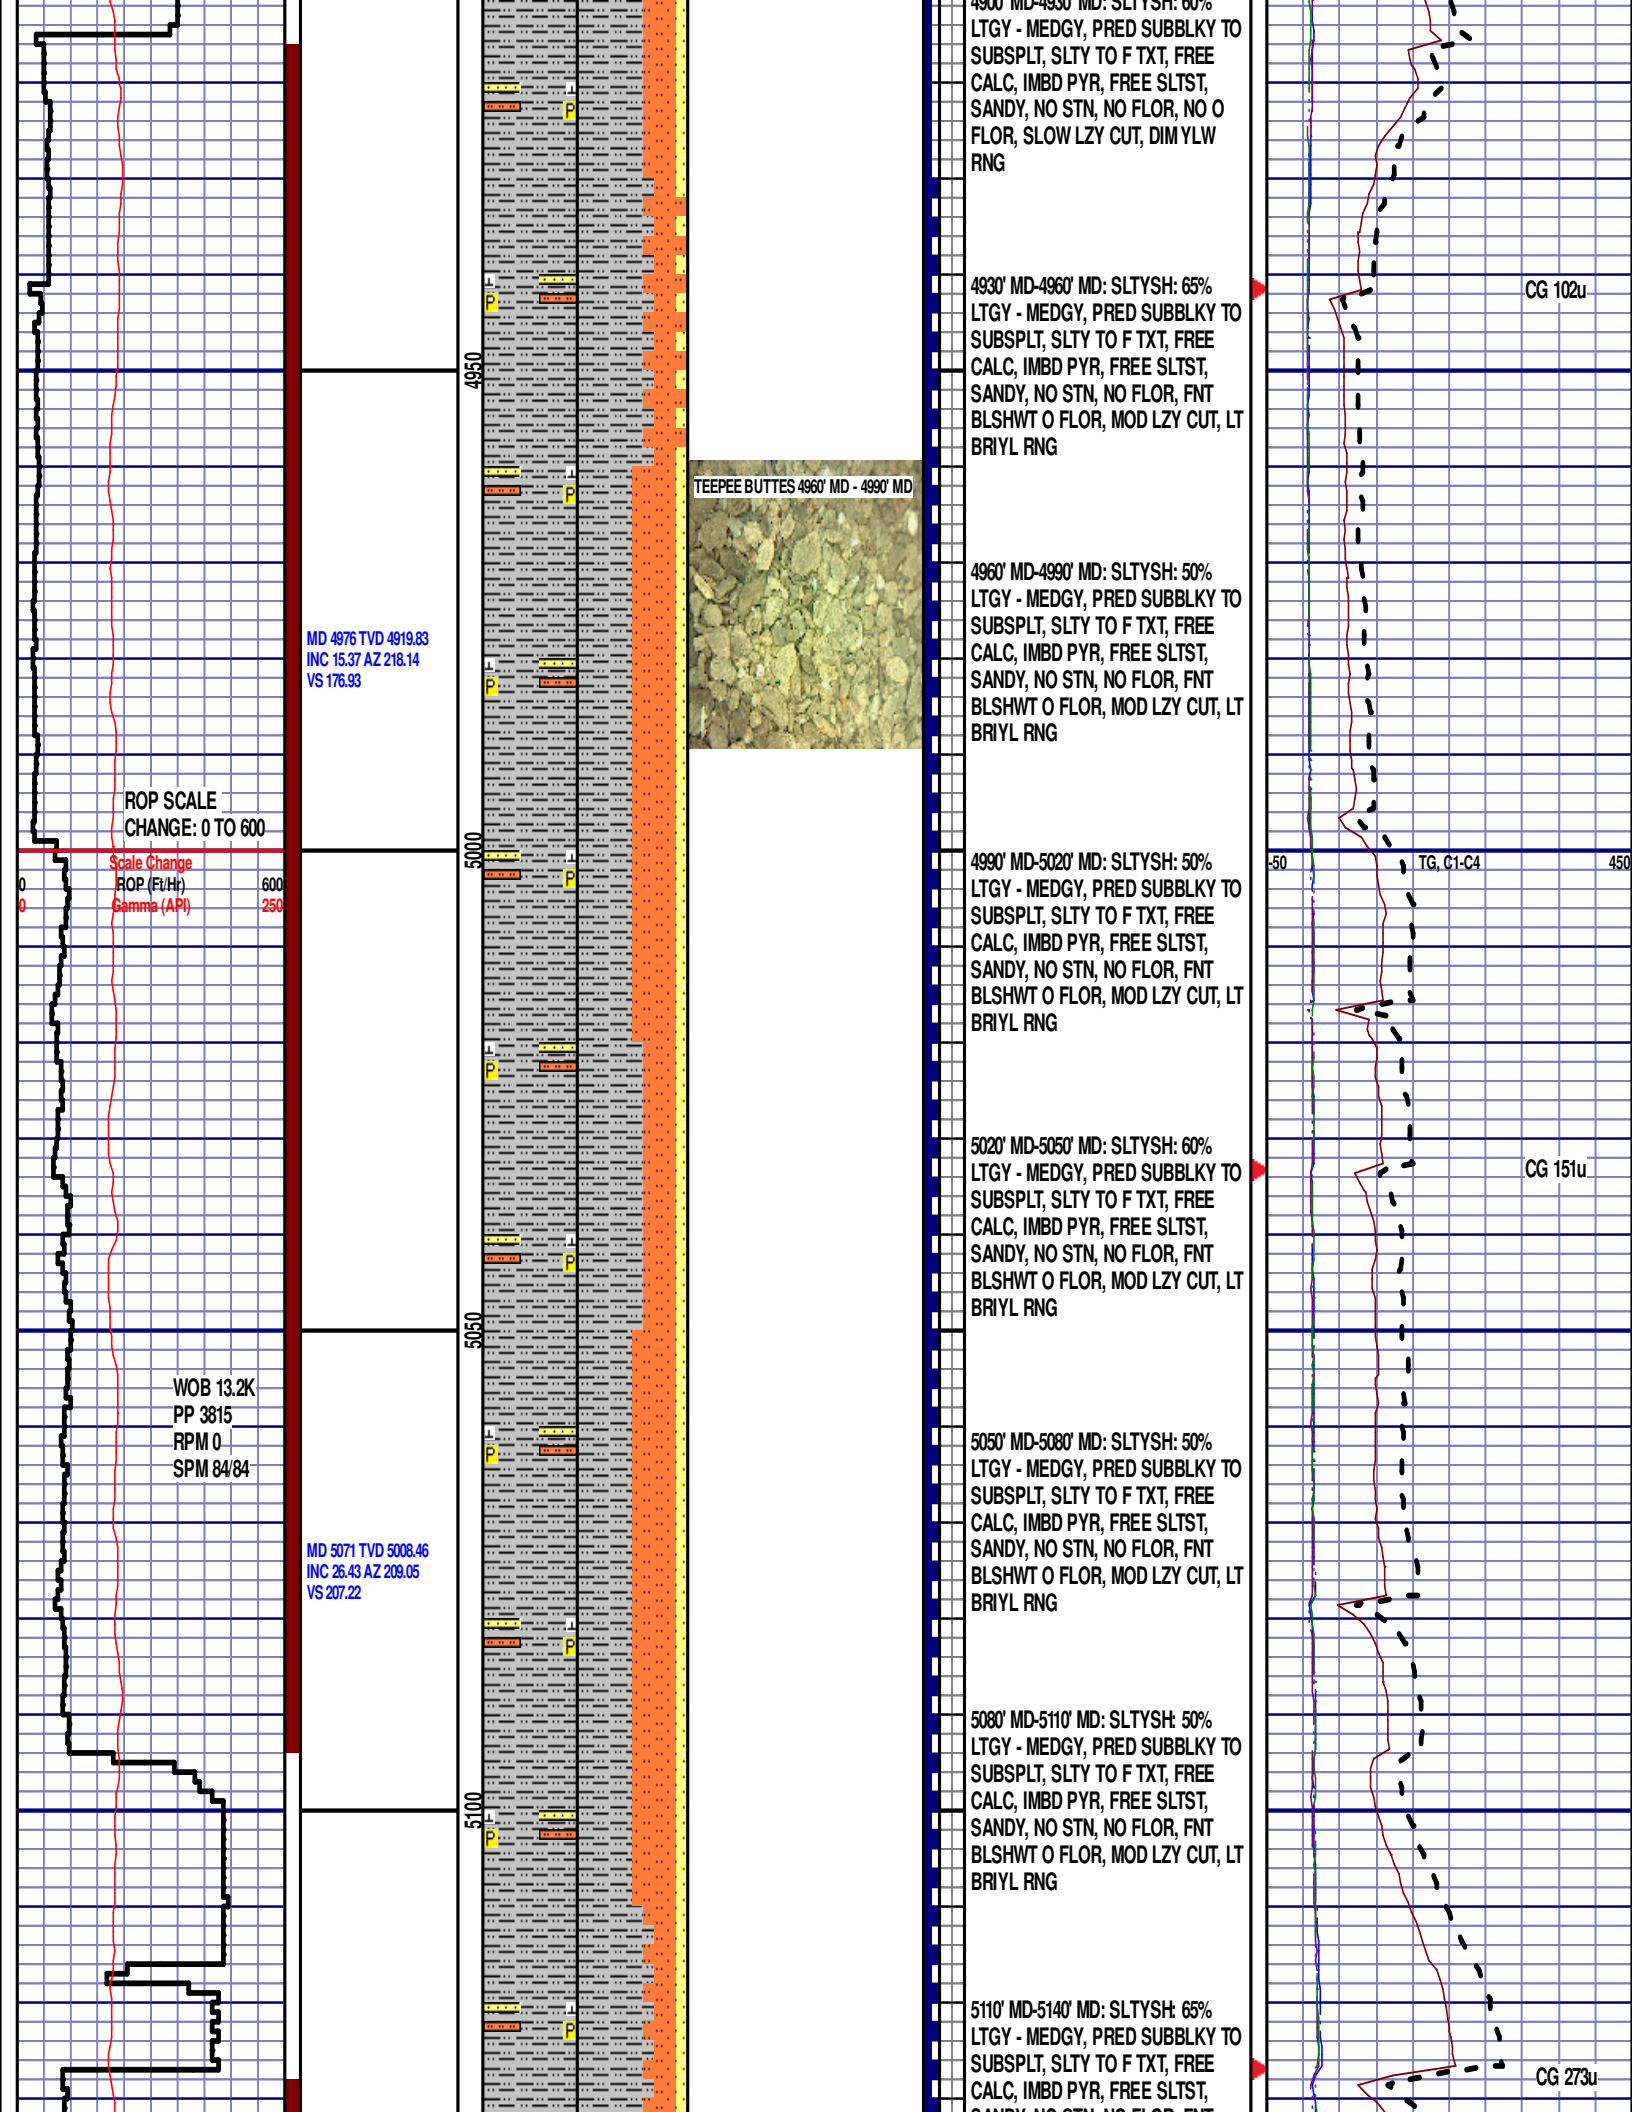 4900' MD-4930' MD: SLTYSH: 60%
LTGY - MEDGY, PRED SUBBLKY TO
SUBSPLT, SLTY TO F TXT, FREE
CALC, IMBD PYR, FREE SLTST,
SANDY, NO STN, NO FLOR, NO O
FLOR, SLOW LZY CUT, DIM YLW
RNG
P
4930' MD-4960' MD: SLTYSH: 65%
LTGY - MEDGY, PRED SUBBLKY TO
SUBSPLT, SLTY TO F TXT, FREE
CALC, IMBD PYR, FREE SLTST,
SANDY, NO STN, NO FLOR, FNT
BLSHWT O FLOR, MOD LZY CUT, LT
BRIYL RNG
CG 102u
P
4950
P
TEEPEE BUTTES 4960' MD - 4990' MD
4960' MD-4990' MD: SLTYSH: 50%
LTGY - MEDGY, PRED SUBBLKY TO
SUBSPLT, SLTY TO F TXT, FREE
CALC, IMBD PYR, FREE SLTST,
SANDY, NO STN, NO FLOR, FNT
BLSHWT O FLOR, MOD LZY CUT, LT
BRIYL RNG
MD 4976 TVD 4919.83
INC 15.37 AZ 218.14
VS 176.93
P
ROP SCALE
CHANGE: 0 TO 600
Scale Change
0 ROP (Ft/Hr) 600
0 Gamma (API) 250
5000
P
4990' MD-5020' MD: SLTYSH: 50%
LTGY - MEDGY, PRED SUBBLKY TO
SUBSPLT, SLTY TO F TXT, FREE
CALC, IMBD PYR, FREE SLTST,
SANDY, NO STN, NO FLOR, FNT
BLSHWT O FLOR, MOD LZY CUT, LT
BRIYL RNG
-50 TG, C1-C4 450
P
5020' MD-5050' MD: SLTYSH: 60%
LTGY - MEDGY, PRED SUBBLKY TO
SUBSPLT, SLTY TO F TXT, FREE
CALC, IMBD PYR, FREE SLTST,
SANDY, NO STN, NO FLOR, FNT
BLSHWT O FLOR, MOD LZY CUT, LT
BRIYL RNG
CG 151u
P
5050
WOB 13.2K
PP 3815
RPM 0
SPM 84/84
P
5050' MD-5080' MD: SLTYSH: 50%
LTGY - MEDGY, PRED SUBBLKY TO
SUBSPLT, SLTY TO F TXT, FREE
CALC, IMBD PYR, FREE SLTST,
SANDY, NO STN, NO FLOR, FNT
BLSHWT O FLOR, MOD LZY CUT, LT
BRIYL RNG
MD 5071 TVD 5008.46
INC 26.43 AZ 209.05
VS 207.22
P
5080' MD-5110' MD: SLTYSH: 50%
LTGY - MEDGY, PRED SUBBLKY TO
SUBSPLT, SLTY TO F TXT, FREE
CALC, IMBD PYR, FREE SLTST,
SANDY, NO STN, NO FLOR, FNT
BLSHWT O FLOR, MOD LZY CUT, LT
BRIYL RNG
5100
P
P
5110' MD-5140' MD: SLTYSH: 65%
LTGY - MEDGY, PRED SUBBLKY TO
SUBSPLT, SLTY TO F TXT, FREE
CALC, IMBD PYR, FREE SLTST,
SANDY, NO STN, NO FLOR, FNT
CG 273u